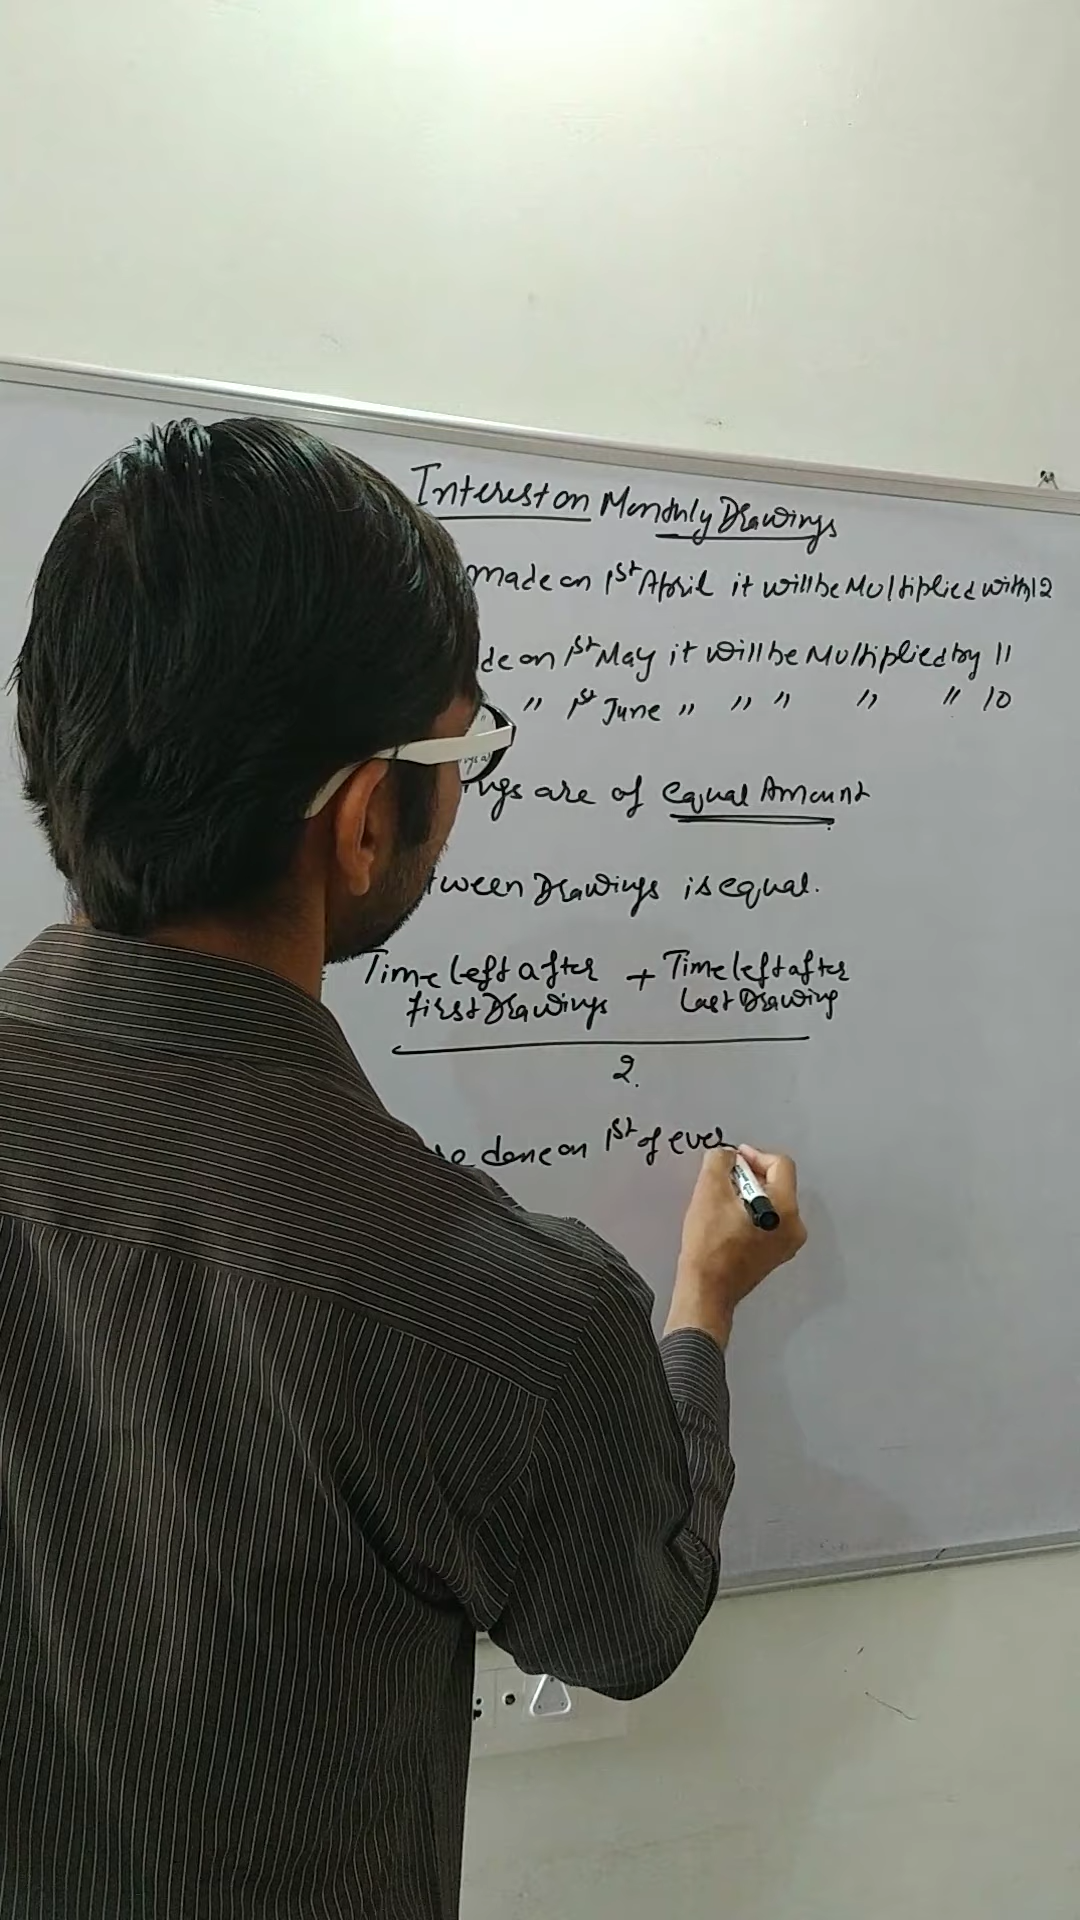 Interest on Monthly Drawings
made on 1st April it will be Multiplied with 12
de on 1st May it will be Multiplied by 11
" 1st June " " " " " 10
ngs are of equal Amount
tween Drawings is equal.
= Time left after + Time left after
first Drawings Last Drawing
2.
done on 1st of ever